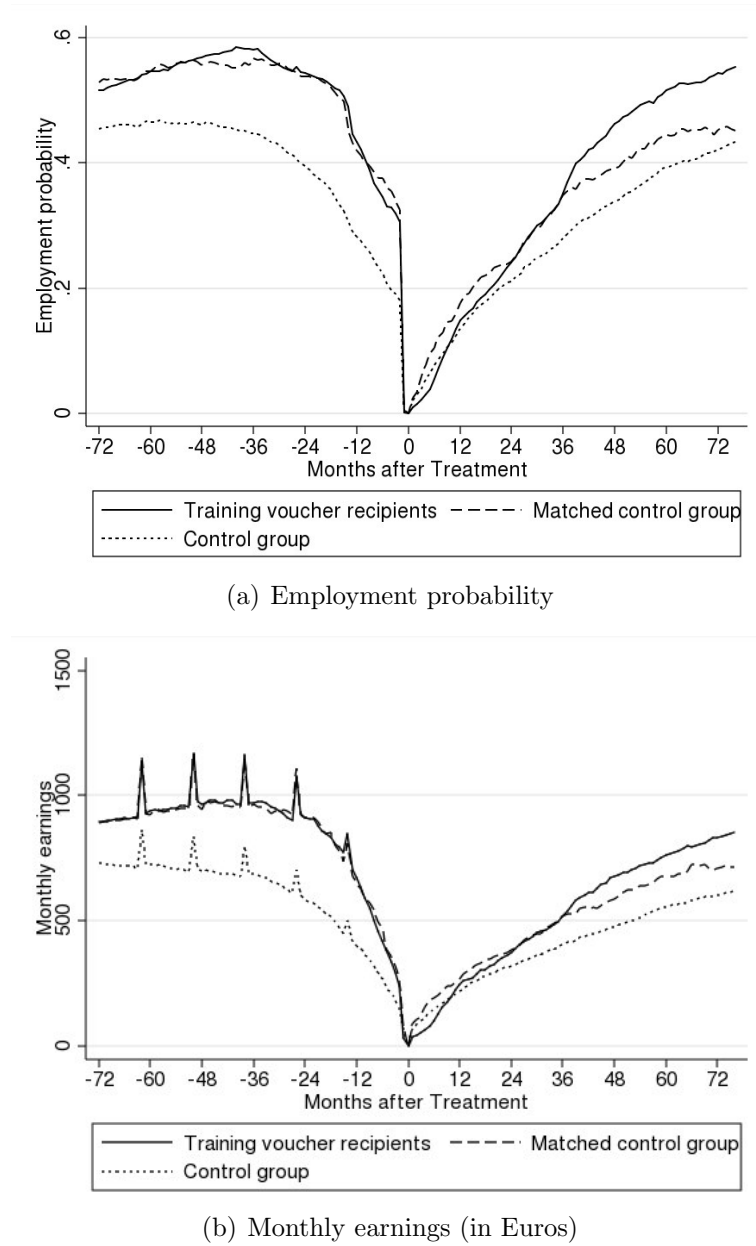 .6
.4
.2
0
Employment probability
-72 -60 -48 -36 -24 -12 0 12 24 36 48 60 72
Months after Treatment
Training voucher recipients Matched control group
Control group
(a) Employment probability
1500
1000
500
0
Monthly earnings
-72 -60 -48 -36 -24 -12 0 12 24 36 48 60 72
Months after Treatment
Training voucher recipients Matched control group
Control group
(b) Monthly earnings (in Euros)